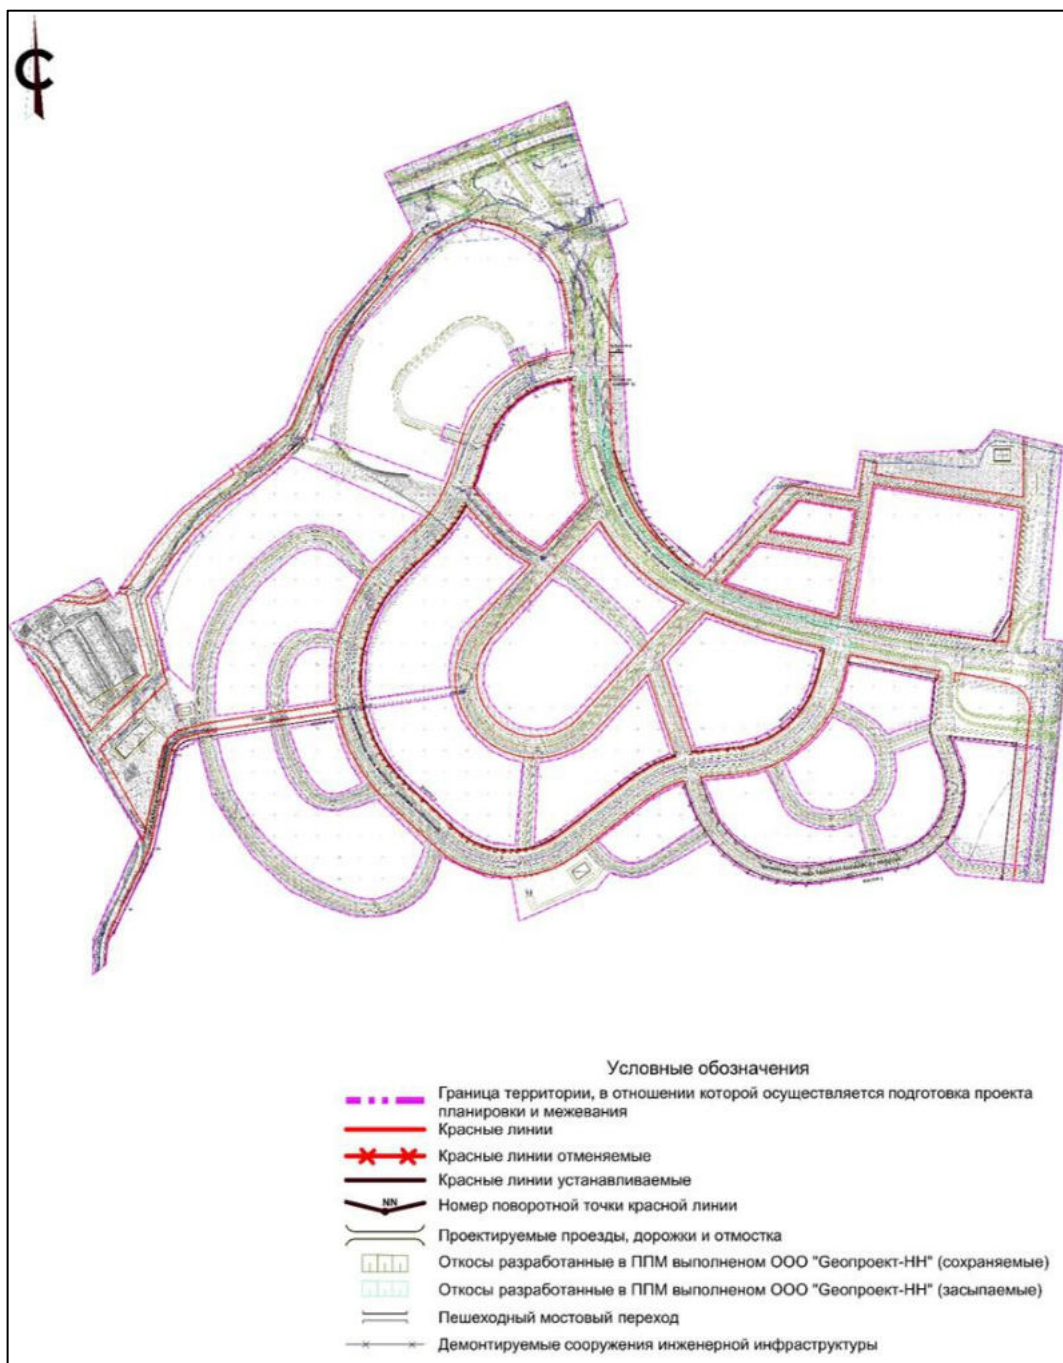 С
Условные обозначения
Граница территории, в отношении которой осуществляется подготовка проекта
планировки и межевания
Красные линии
Красные линии отменяемые
Красные линии устанавливаемые
NN
Номер поворотной точки красной линии
Проектируемые проезды, дорожки и отмостка
Откосы разработанные в ППМ выполненом ООО "Геопроект-НН" (сохраняемые)
Откосы разработанные в ППМ выполненом ООО "Геопроект-НН" (засыпаемые)
Пешеходный мостовый переход
Демонтируемые сооружения инженерной инфраструктуры